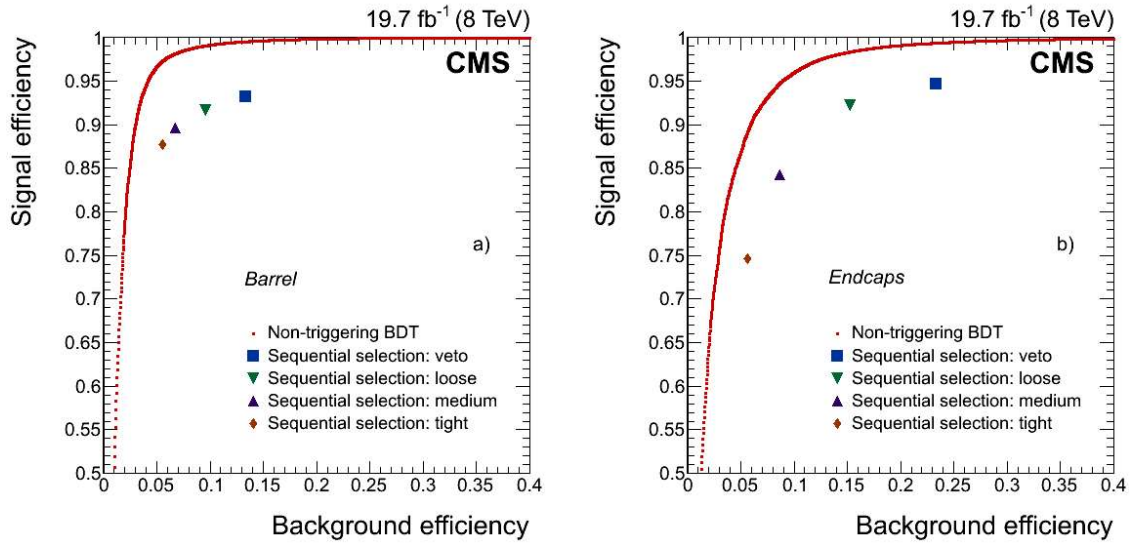 19.7 fb⁻¹ (8 TeV)
Signal efficiency
1
0.95
0.9
0.85
0.8
0.75
0.7
0.65
0.6
0.55
0.5
CMS
a)
Barrel
Non-triggering BDT
Sequential selection: veto
Sequential selection: loose
Sequential selection: medium
Sequential selection: tight
0 0.05 0.1 0.15 0.2 0.25 0.3 0.35 0.4
Background efficiency
19.7 fb⁻¹ (8 TeV)
Signal efficiency
1
0.95
0.9
0.85
0.8
0.75
0.7
0.65
0.6
0.55
0.5
CMS
b)
Endcaps
Non-triggering BDT
Sequential selection: veto
Sequential selection: loose
Sequential selection: medium
Sequential selection: tight
0 0.05 0.1 0.15 0.2 0.25 0.3 0.35 0.4
Background efficiency